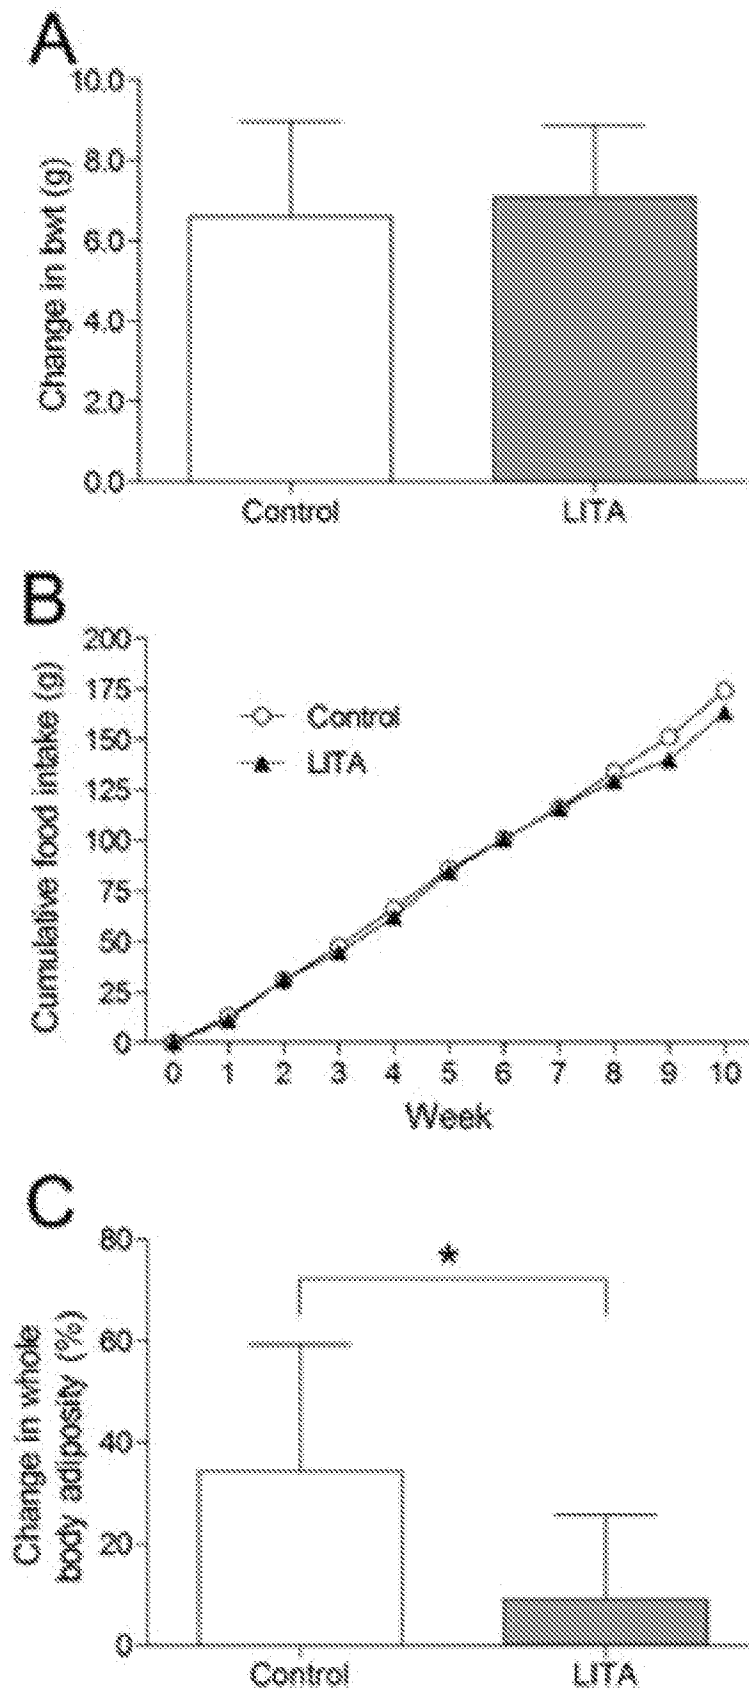 A
10.0
8.0
6.0
4.0
2.0
0.0
Change in bwt (g)
Control LITA
B
200
175
150
125
100
75
50
25
0
Cumulative food intake (g)
Control
LITA
0 1 2 3 4 5 6 7 8 9 10
Week
C
80
60
40
20
0
Change in whole
body adiposity (%)
*
Control LITA